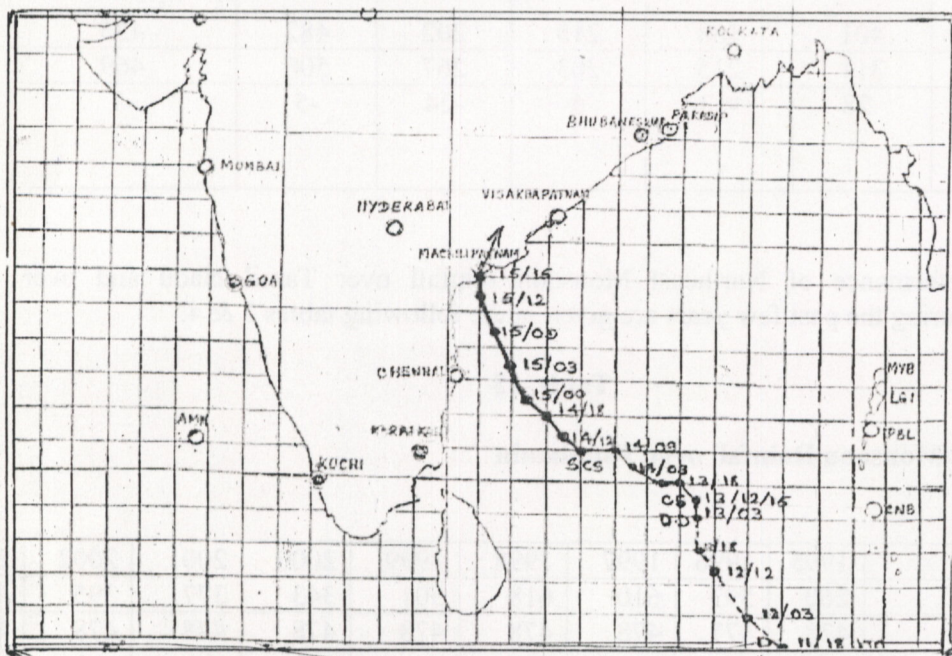 KOLKATA
BHUBANESWAR
PARADIP
MUMBAI
VISAKHAPATNAM
HYDERABAD
MACHILIPATNAM
15/15
GOA
15/12
15/09
15/03
CHENNAI
15/00
14/18
MYB
LGI
PBL
AMN
KARAIKAL
14/12
SCS
14/09
14/03
KOCHI
13/18
CS
13/12/15
DD
13/03
CNB
12/18
12/12
12/03
D
11/18